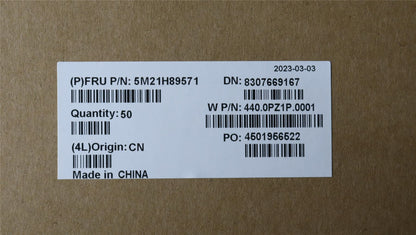 2023-03-03
(P)FRU P/N: 5M21H89571
DN: 8307669167
Quantity: 50
W P/N: 440.0PZ1P.0001
PO: 4501956522
(4L)Origin: CN
Made in CHINA